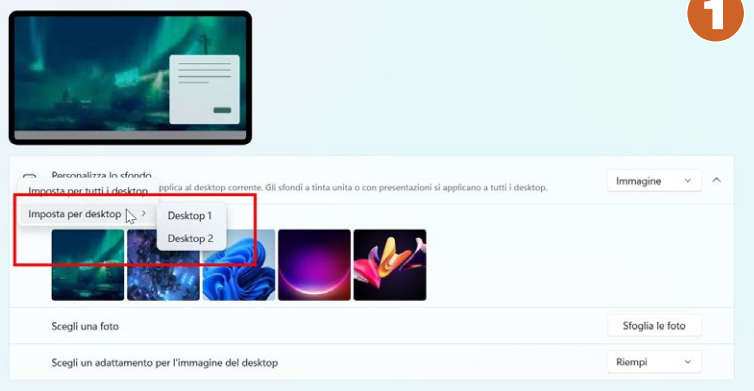 1
Personalizza lo sfondo
Immagine
Imposta per tutti i desktop
pplica al desktop corrente. Gli sfondi a tinta unita o con presentazioni si applicano a tutti i desktop.
Imposta per desktop >
Desktop 1
Desktop 2
Scegli una foto
Sfoglia le foto
Scegli un adattamento per l'immagine del desktop
Riempi